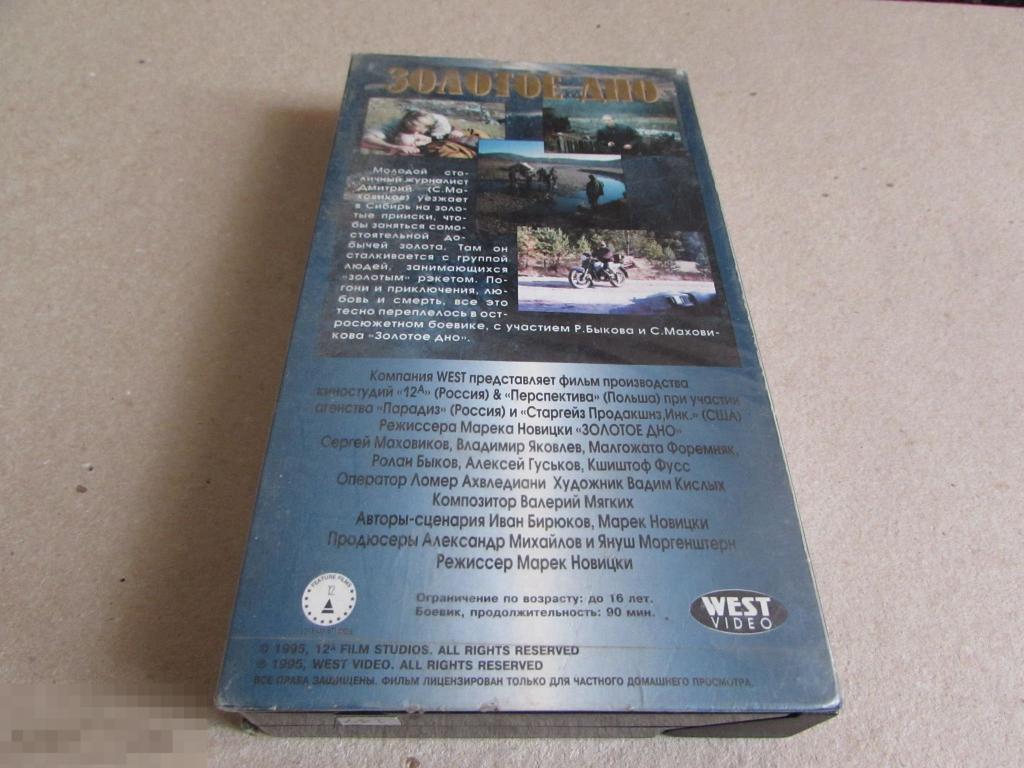 ЗОЛОТОЕ ДНО
Молодой сто-
личный журналист
Дмитрий (С.Ма-
ховиков) уезжает
в Сибирь на золо-
тые прииски, что-
бы заняться само-
стоятельной до-
бычей золота. Там он
сталкивается с группой
людей, занимающихся
"золотым" рэкетом. По-
гони и приключения, лю-
бовь и смерть, все это
тесно переплелось в ост-
росюжетном боевике, с участием Р.Быкова и С.Махови-
кова «Золотое дно».
Компания WEST представляет фильм производства
киностудий «12А» (Россия) & «Перспектива» (Польша) при участии
агенства «Парадиз» (Россия) и «Старгейз Продакшнз,Инк.» (США)
Режиссера Марека Новицки «ЗОЛОТОЕ ДНО»
Сергей Маховиков, Владимир Яковлев, Малгожата Форемняк,
Ролан Быков, Алексей Гуськов, Кшиштоф Фусс
Оператор Ломер Ахвледиани Художник Вадим Кислых
Композитор Валерий Мягких
Авторы-сценария Иван Бирюков, Марек Новицки
Продюсеры Александр Михайлов и Януш Моргенштерн
Режиссер Марек Новицки
FEATURE FILMS
12
A
Ограничение по возрасту: до 16 лет.
Боевик, продолжительность: 90 мин.
WEST
VIDEO
© 1995, 12A FILM STUDIOS. ALL RIGHTS RESERVED
® 1995, WEST VIDEO. ALL RIGHTS RESERVED
ВСЕ ПРАВА ЗАЩИЩЕНЫ. ФИЛЬМ ЛИЦЕНЗИРОВАН ТОЛЬКО ДЛЯ ЧАСТНОГО ДОМАШНЕГО ПРОСМОТРА.